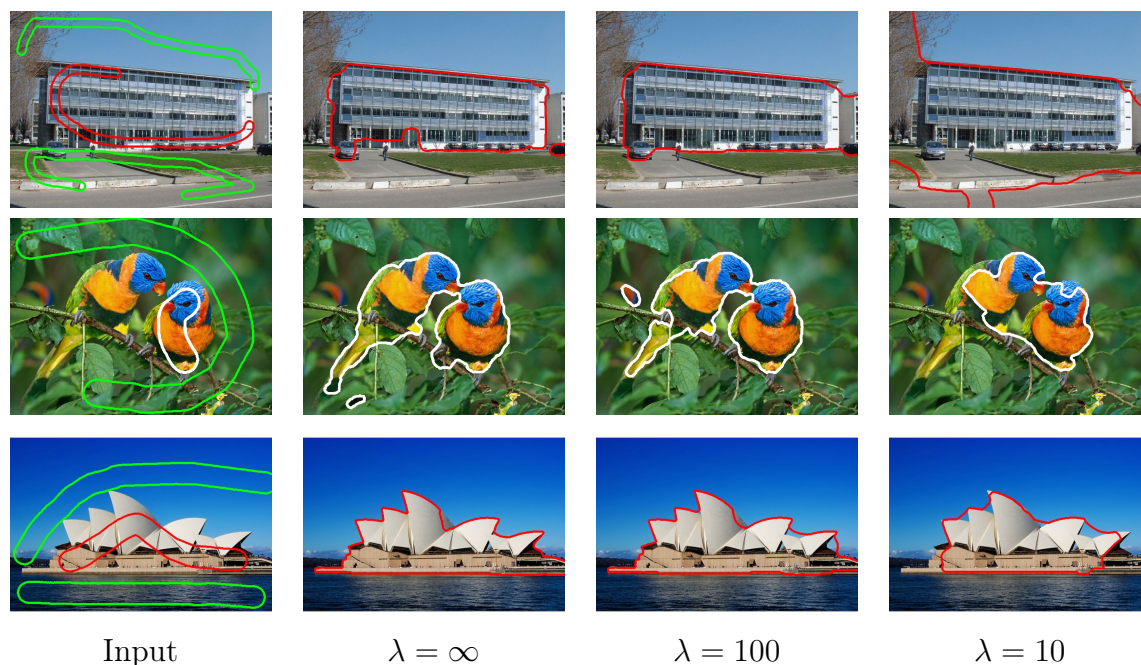 Input λ = ∞ λ = 100 λ = 10